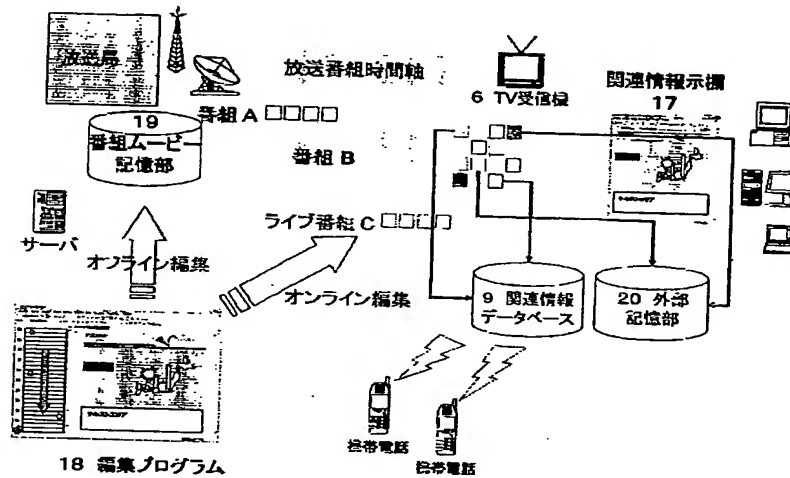 放送局
放送番組時間軸
6 TV受信機
関連情報示欄
17
19
番組ムービー
記憶部
番組 A
番組 B
ライブ番組 C
サーバ
オフライン編集
オンライン編集
9 関連情報
データベース
20 外部
記憶部
携帯電話
携帯電話
18 編集プログラム